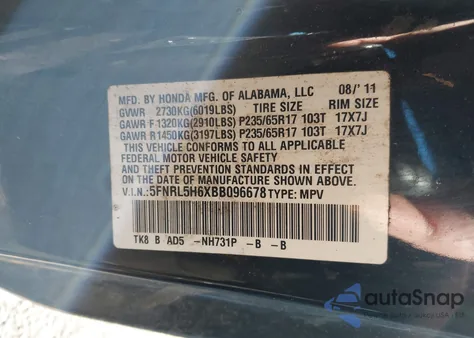 MFD. BY HONDA MFG. OF ALABAMA, LLC 08/'11
GVWR 2730KG(6019LBS) TIRE SIZE RIM SIZE
GAWR F1320KG(2910LBS) P235/65R17 103T 17X7J
GAWR R1450KG(3197LBS) P235/65R17 103T 17X7J
THIS VEHICLE CONFORMS TO ALL APPLICABLE
FEDERAL MOTOR VEHICLE SAFETY, BUMPER,
AND THEFT PREVENTION STANDARDS IN EFFECT
ON THE DATE OF MANUFACTURE SHOWN ABOVE.
V.I.N.:5FNRL5H6XBB096678 TYPE: MPV
TK8 B AD5 -NH731P -B -B
autoSnap